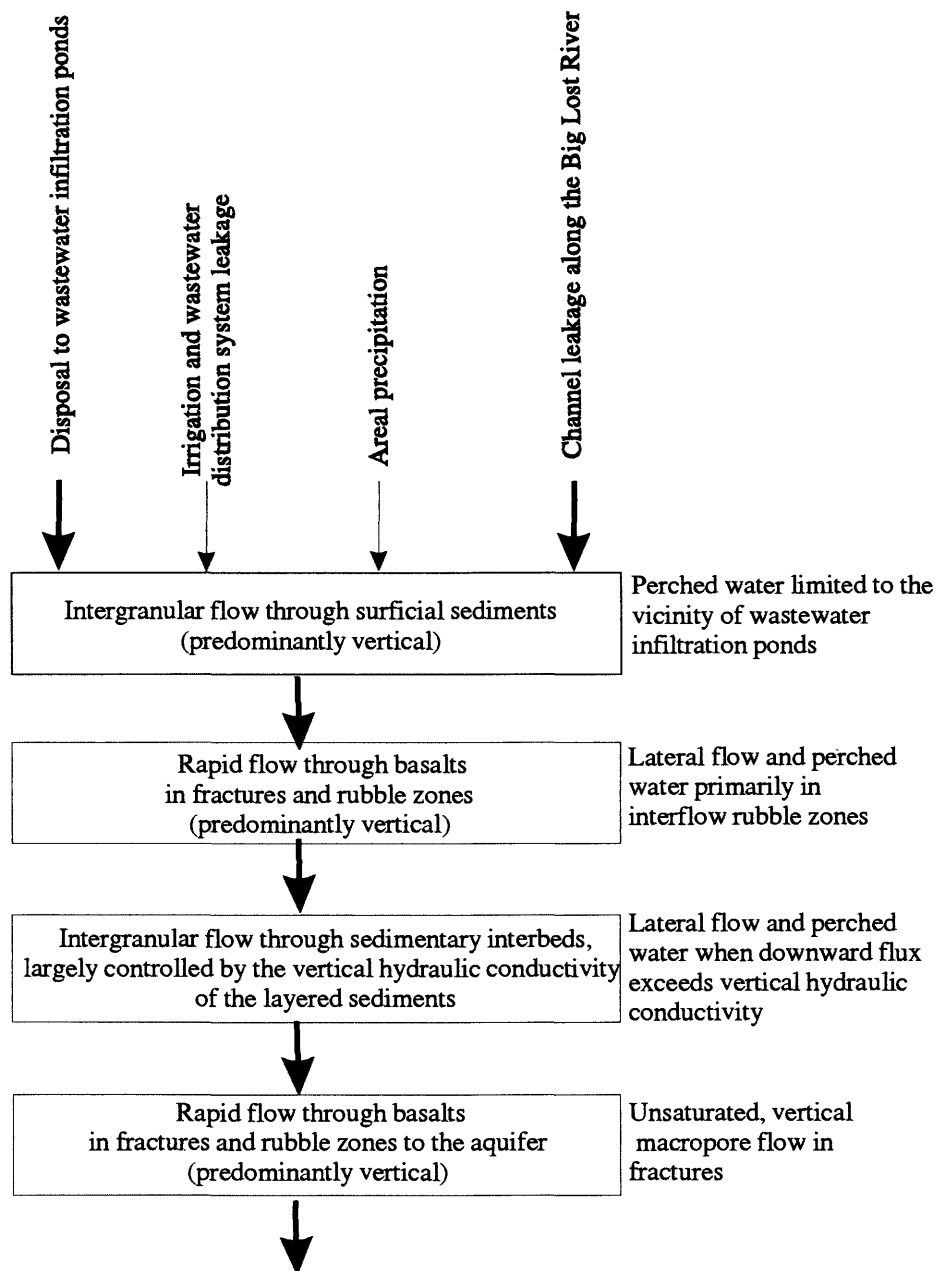 Disposal to wastewater infiltration ponds
Irrigation and wastewater
distribution system leakage
Areal precipitation
Channel leakage along the Big Lost River
Intergranular flow through surficial sediments
(predominantly vertical)
Perched water limited to the
vicinity of wastewater
infiltration ponds
Rapid flow through basalts
in fractures and rubble zones
(predominantly vertical)
Lateral flow and perched
water primarily in
interflow rubble zones
Intergranular flow through sedimentary interbeds,
largely controlled by the vertical hydraulic conductivity
of the layered sediments
Lateral flow and perched
water when downward flux
exceeds vertical hydraulic
conductivity
Rapid flow through basalts
in fractures and rubble zones to the aquifer
(predominantly vertical)
Unsaturated, vertical
macropore flow in
fractures